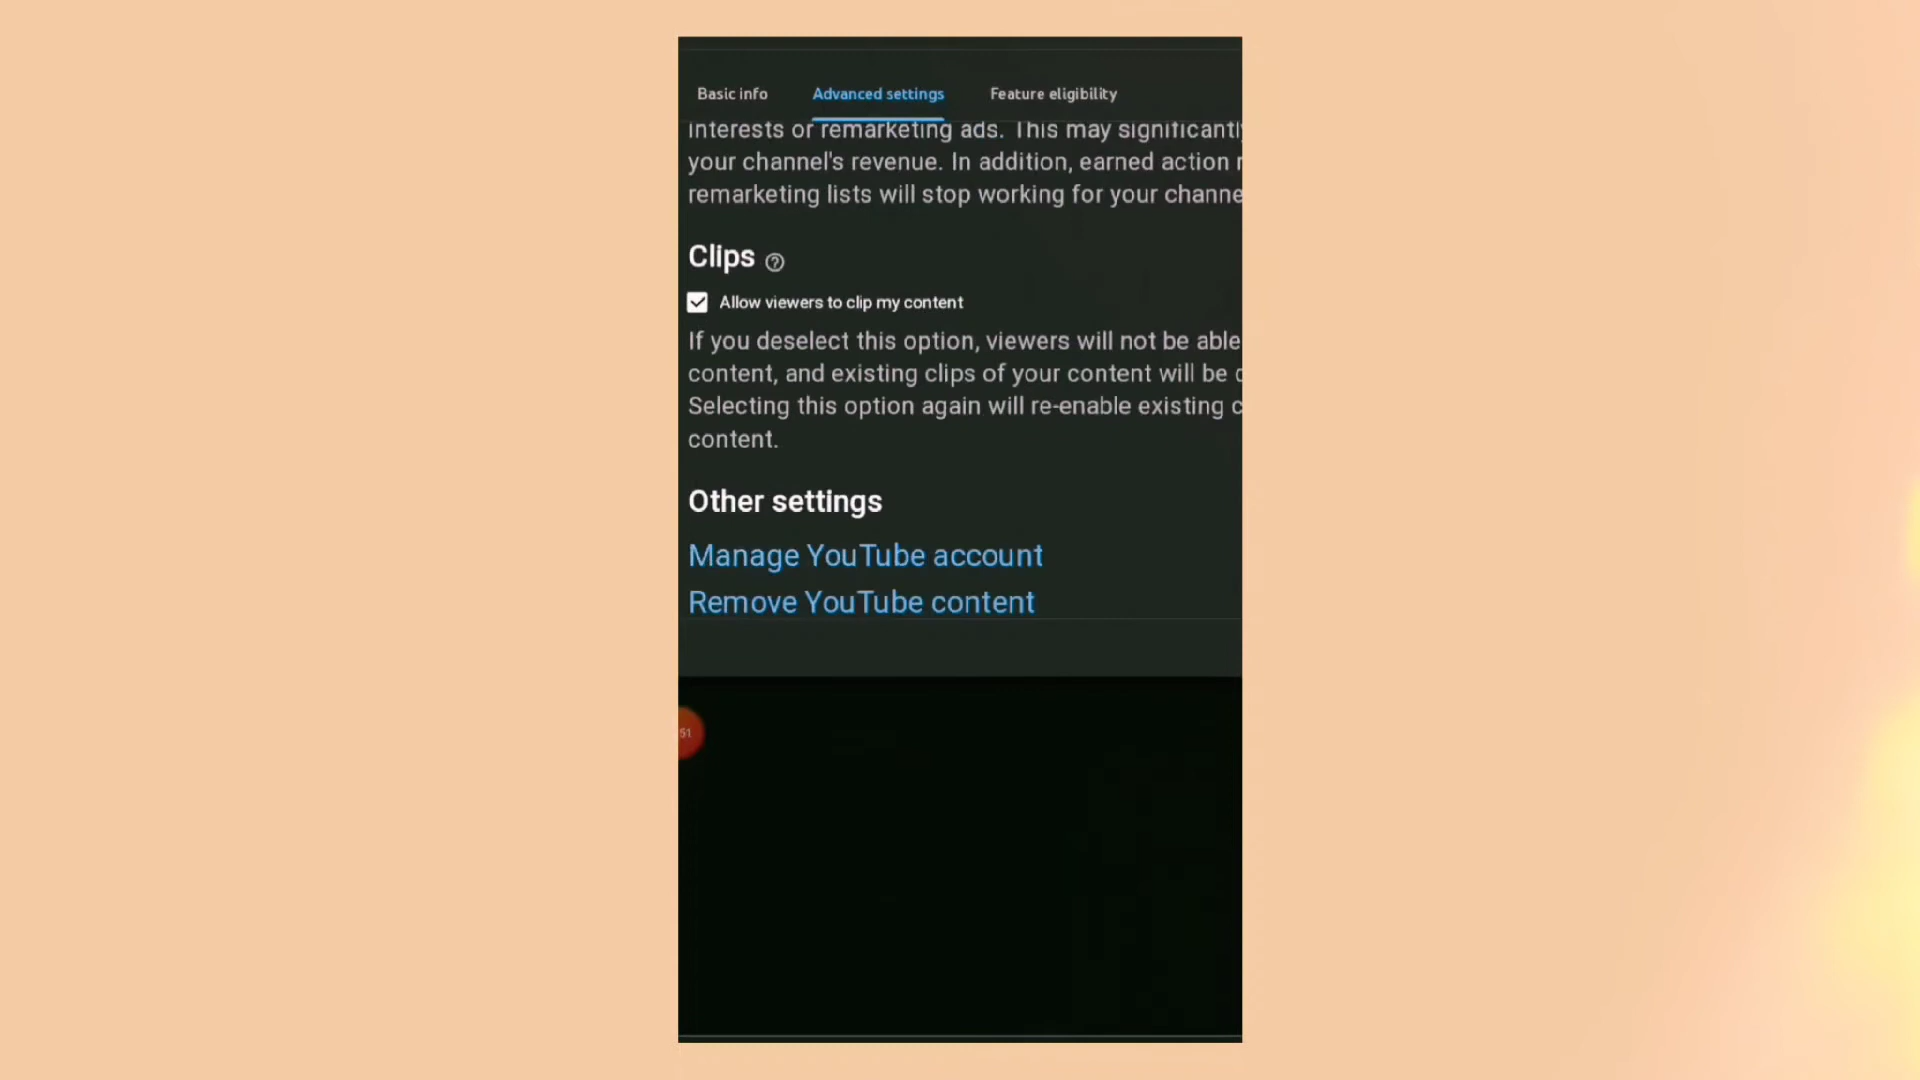 Basic info Advanced settings Feature eligibility
interests or remarketing ads. This may significantly
your channel's revenue. In addition, earned action
remarketing lists will stop working for your
Clips ?
Allow viewers to clip my content
If you deselect this option, viewers will not be able
content, and existing clips of your content will be
Selecting this option again will re-enable existing
content.
Other settings
Manage YouTube account
Remove YouTube content
51